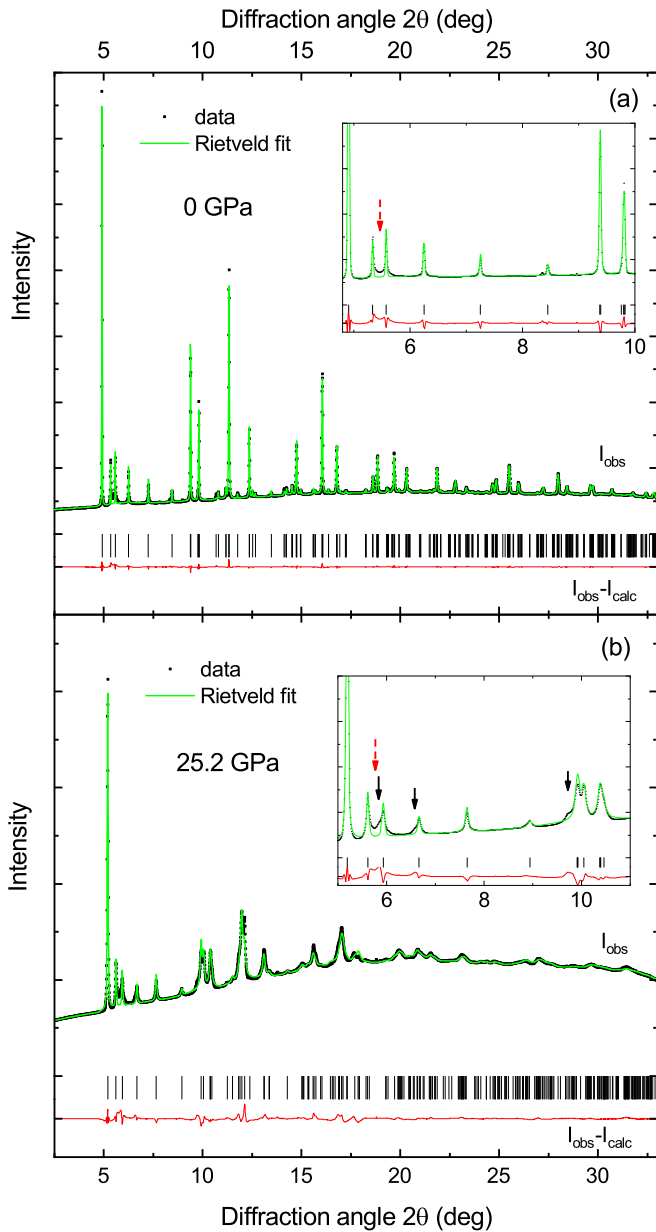 Diffraction angle 2θ (deg)
5 10 15 20 25 30
(a)
data
Rietveld fit
0 GPa
6 8 10
Intensity
I_obs
I_obs-I_calc
(b)
data
Rietveld fit
25.2 GPa
6 8 10
Intensity
I_obs
I_obs-I_calc
5 10 15 20 25 30
Diffraction angle 2θ (deg)